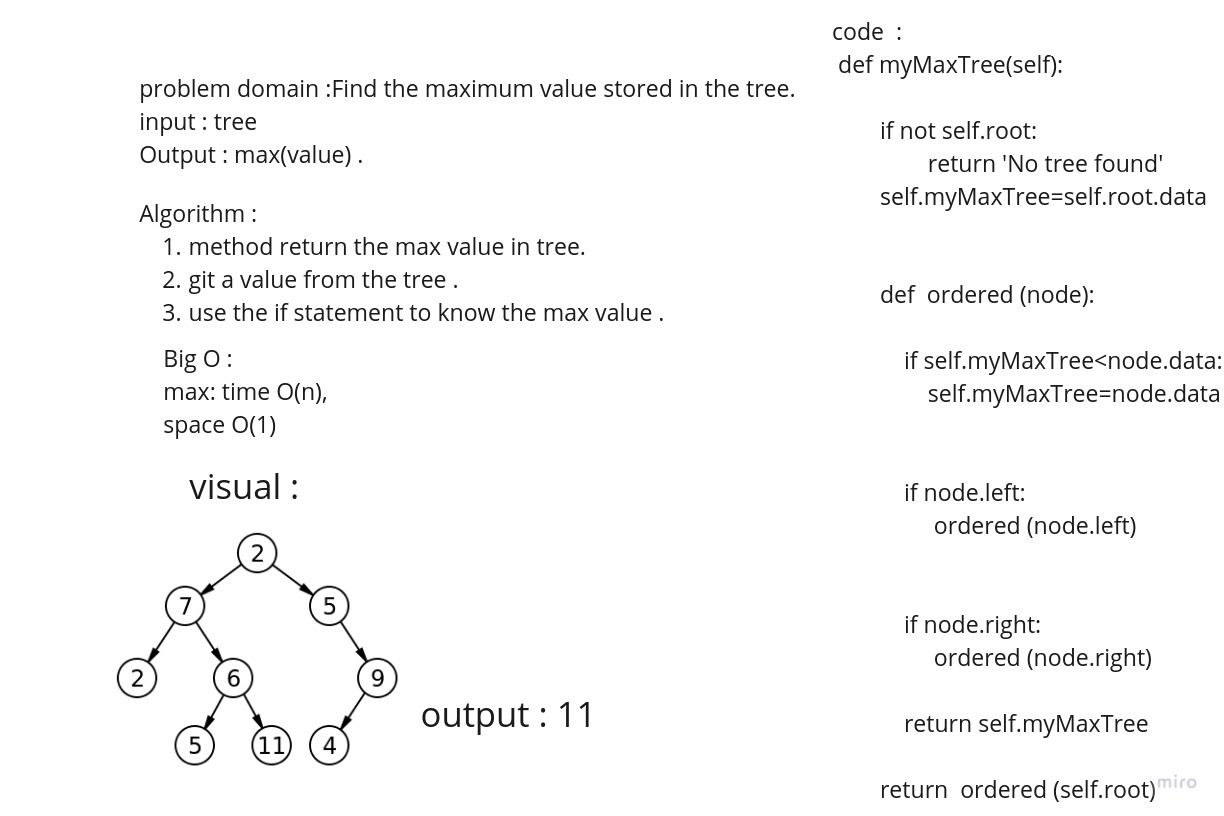 problem domain :Find the maximum value stored in the tree.
input : tree
Output : max(value) .
Algorithm :
1. method return the max value in tree.
2. git a value from the tree .
3. use the if statement to know the max value .
Big O :
max: time O(n),
space O(1)
visual :
2
7
5
2
6
9
5
11
4
output : 11
code  :
def myMaxTree(self):
if not self.root:
return 'No tree found'
self.myMaxTree=self.root.data
def  ordered (node):
if self.myMaxTree<node.data:
self.myMaxTree=node.data
if node.left:
ordered (node.left)
if node.right:
ordered (node.right)
return self.myMaxTree
return  ordered (self.root)
miro